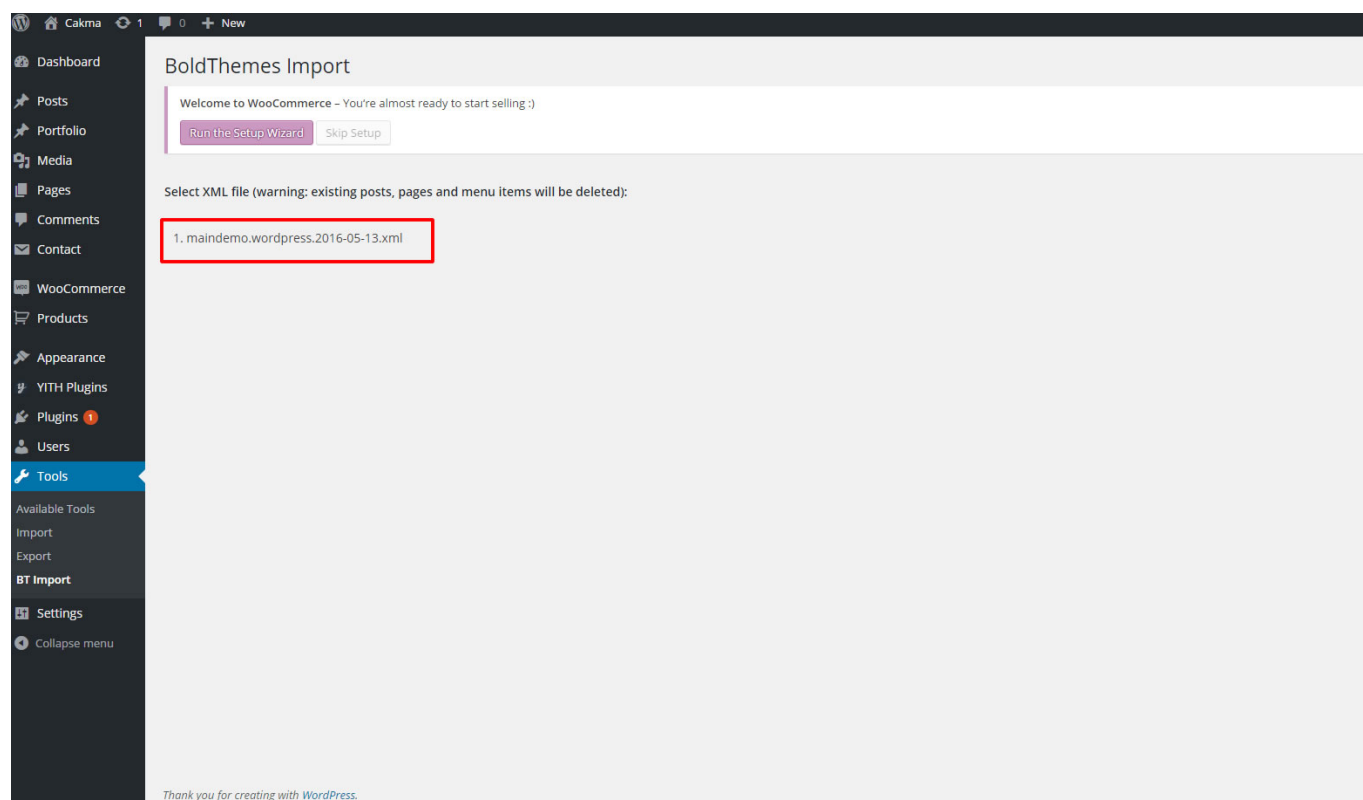 Cakma 1 0 + New
Dashboard
Posts
Portfolio
Media
Pages
Comments
Contact
WooCommerce
Products
Appearance
YITH Plugins
Plugins 1
Users
Tools
Available Tools
Import
Export
BT Import
Settings
Collapse menu
BoldThemes Import
Welcome to WooCommerce – You're almost ready to start selling :)
Run the Setup Wizard Skip Setup
Select XML file (warning: existing posts, pages and menu items will be deleted):
1. maindemo.wordpress.2016-05-13.xml
Thank you for creating with WordPress.